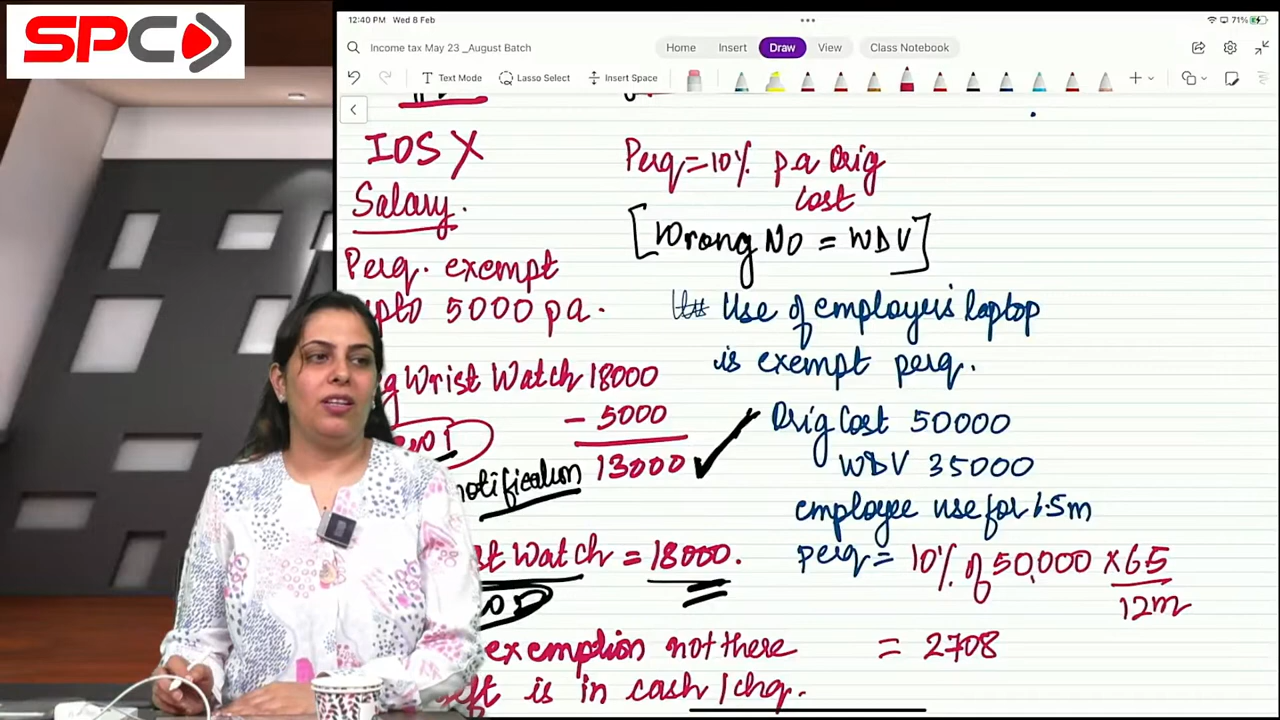 SPC
12:40 PM Wed 8 Feb
71%
Income tax May 23 _August Batch
Home Insert Draw View Class Notebook
Text Mode Lasso Select Insert Space
IOS X
Salary.
Perq. exempt
upto 5000 pa.
Wrist Watch 18000
- 5000
13000
notification
Watch = 18000.
exemption not there
is in cash/chq.
Perq = 10% pa Orig
Cost
[Wrong No = WDV]
Use of employer's laptop
is exempt perq.
Orig Cost 50000
WDV 35000
employee use for 6.5m
perq = 10% of 50,000 × 6.5
12m
= 2708